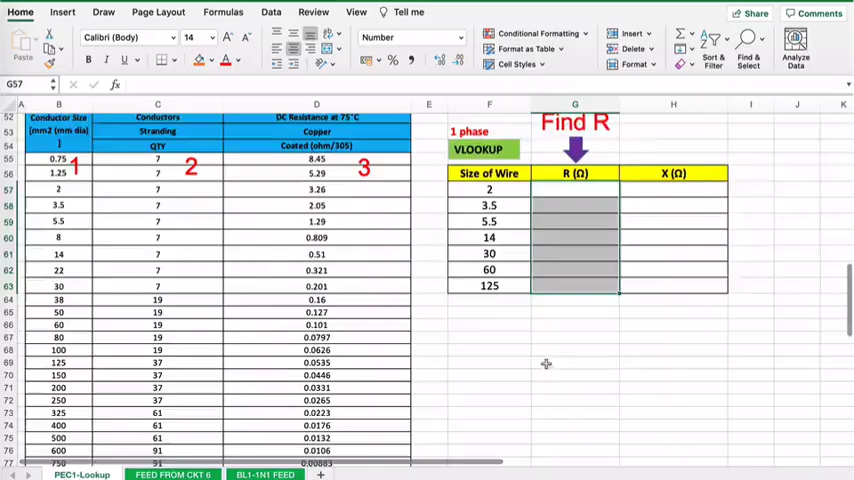 Home Insert Draw Page Layout Formulas Data Review View Tell me Share Comments
Calibri (Body) 14 A A Number Conditional Formatting Insert
Paste B I U A % Format as Table Delete Sort & Filter Find & Select Analyze Data
Cell Styles Format
G57 fx
A B C D E F G H I J K
52 Conductor Size Conductors DC Resistance at 75°C Find R
53 [mm2 (mm dia) Stranding Copper 1 phase
54 ] QTY Coated (ohm/305) VLOOKUP
55 0.75 1 7 2 8.45 3
56 1.25 7 5.29 Size of Wire R (Ω) X (Ω)
57 2 7 3.26 2
58 3.5 7 2.05 3.5
59 5.5 7 1.29 5.5
60 8 7 0.809 14
61 14 7 0.51 30
62 22 7 0.321 60
63 30 7 0.201 125
64 38 19 0.16
65 50 19 0.127
66 60 19 0.101
67 80 19 0.0797
68 100 19 0.0626
69 125 37 0.0535
70 150 37 0.0446
71 200 37 0.0331
72 250 37 0.0265
73 325 61 0.0223
74 400 61 0.0176
75 500 61 0.0132
76 600 91 0.0106
77 750 91 0.00883
PEC1-Lookup FEED FROM CKT 6 BL1-1N1 FEED +